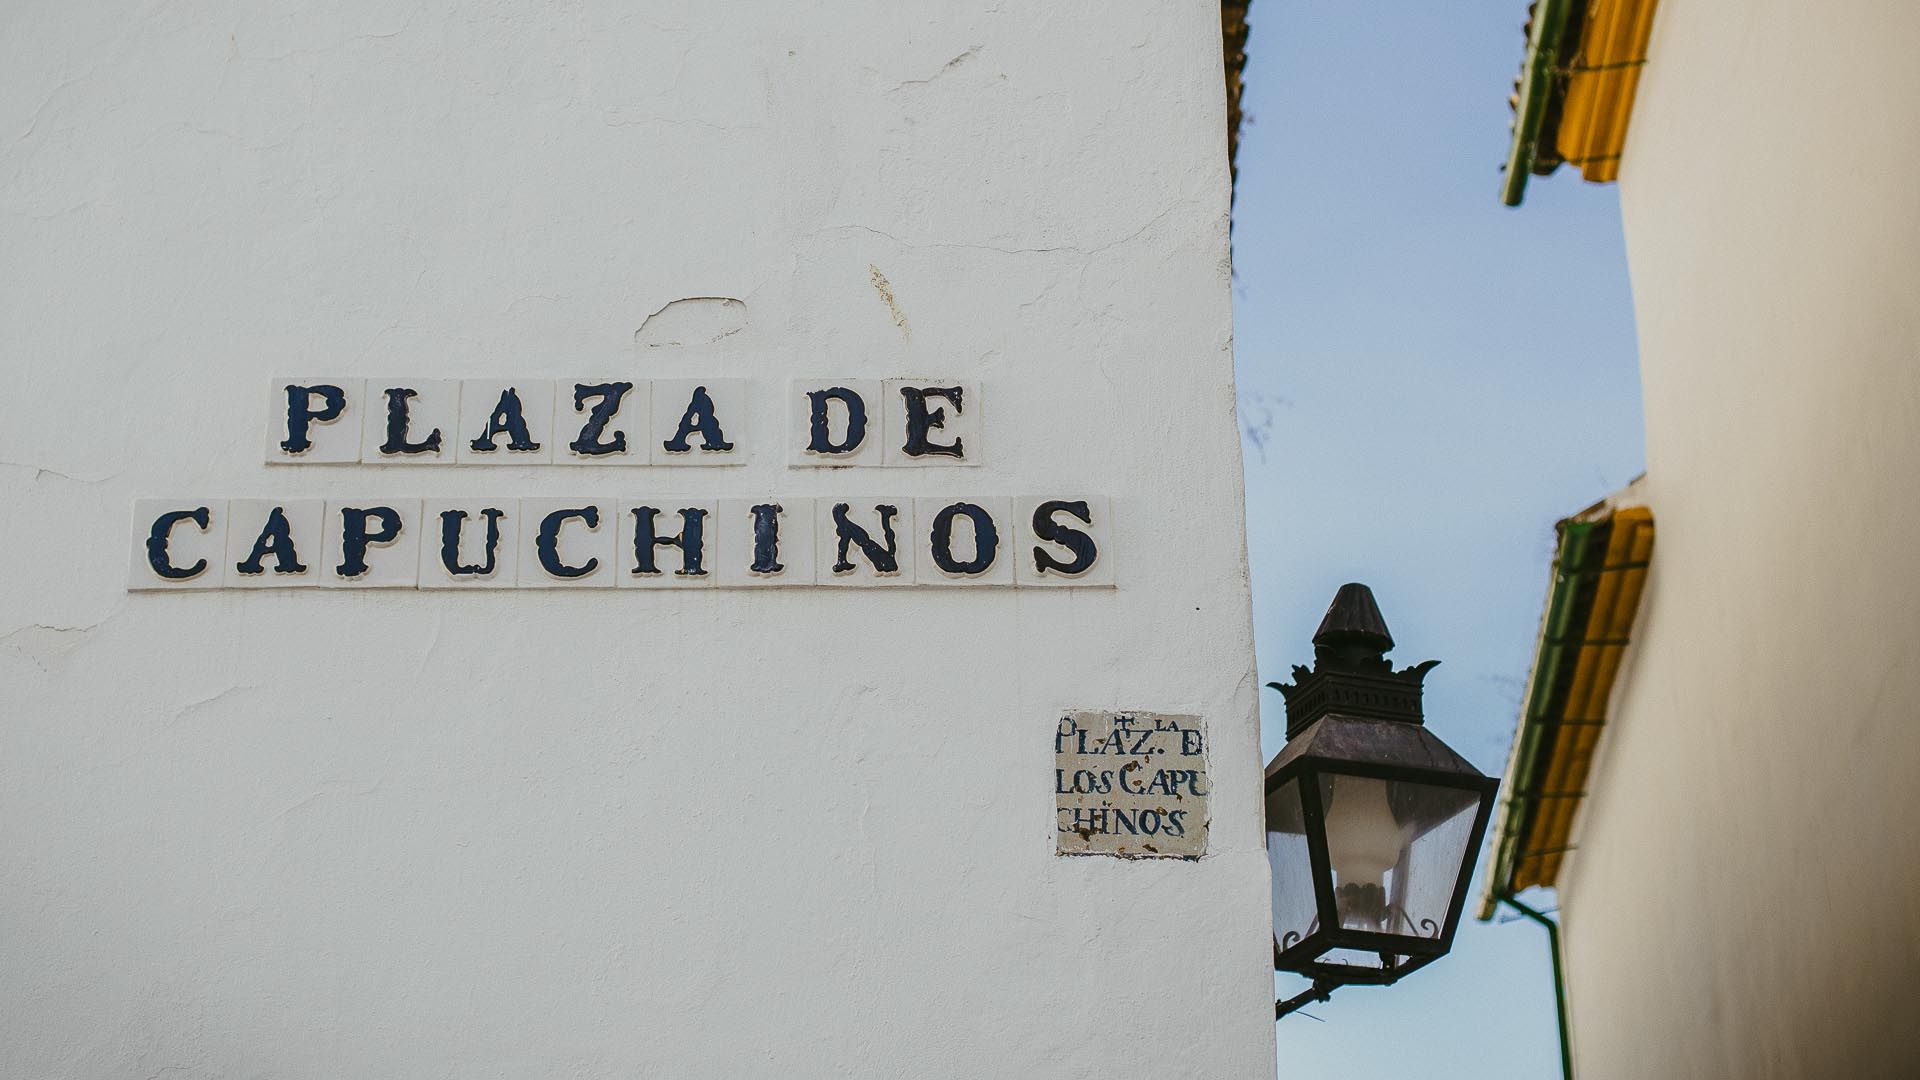 PLAZA DE
CAPUCHINOS
PLAZ. LA D
LOS CAPU
CHINOS